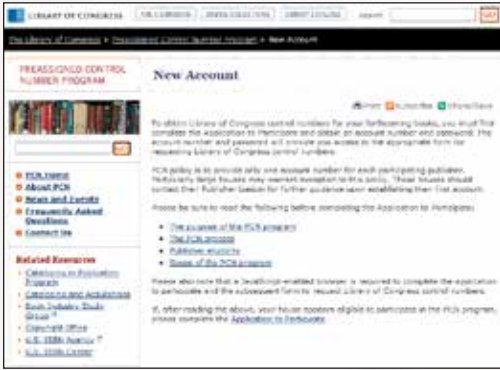 LIBRARY OF CONGRESS
ASK A LIBRARIAN DIGITAL COLLECTIONS LIBRARY CATALOGS Search GO
The Library of Congress > Preassigned Control Number Program > New Account
PREASSIGNED CONTROL
NUMBER PROGRAM
GO
PCN Home
About PCN
News and Events
Frequently Asked
Questions
Contact Us
Related Resources
Cataloging in Publication
Program
Cataloging and Acquisitions
Book Industry Study
Group
Copyright Office
U.S. ISBN Agency
U.S. ISSN Center
New Account
Print Subscribe Share/Save
To obtain Library of Congress control numbers for your forthcoming books, you must first
complete the Application to Participate and obtain an account number and password. The
account number and password will provide you access to the appropriate form for
requesting Library of Congress control numbers.
PCN policy is to provide only one account number for each participating publisher.
Particularly large houses may warrant exception to this policy. Those houses should
contact their Publisher Liaison for further guidance upon establishing their first account.
Please be sure to read the following before completing the Application to Participate:
The purpose of the PCN program
The PCN process
Publisher eligibility
Scope of the PCN program
Please also note that a JavaScript-enabled browser is required to complete the application
to participate and the subsequent form to request Library of Congress control numbers.
If, after reading the above, your house appears eligible to participate in the PCN program,
please complete the Application to Participate.